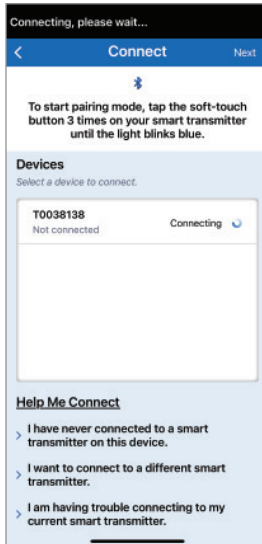 Connecting, please wait...
Connect
Next
To start pairing mode, tap the soft-touch
button 3 times on your smart transmitter
until the light blinks blue.
Devices
Select a device to connect.
T0038138
Connecting
Not connected
Help Me Connect
I have never connected to a smart
transmitter on this device.
I want to connect to a different smart
transmitter.
I am having trouble connecting to my
current smart transmitter.